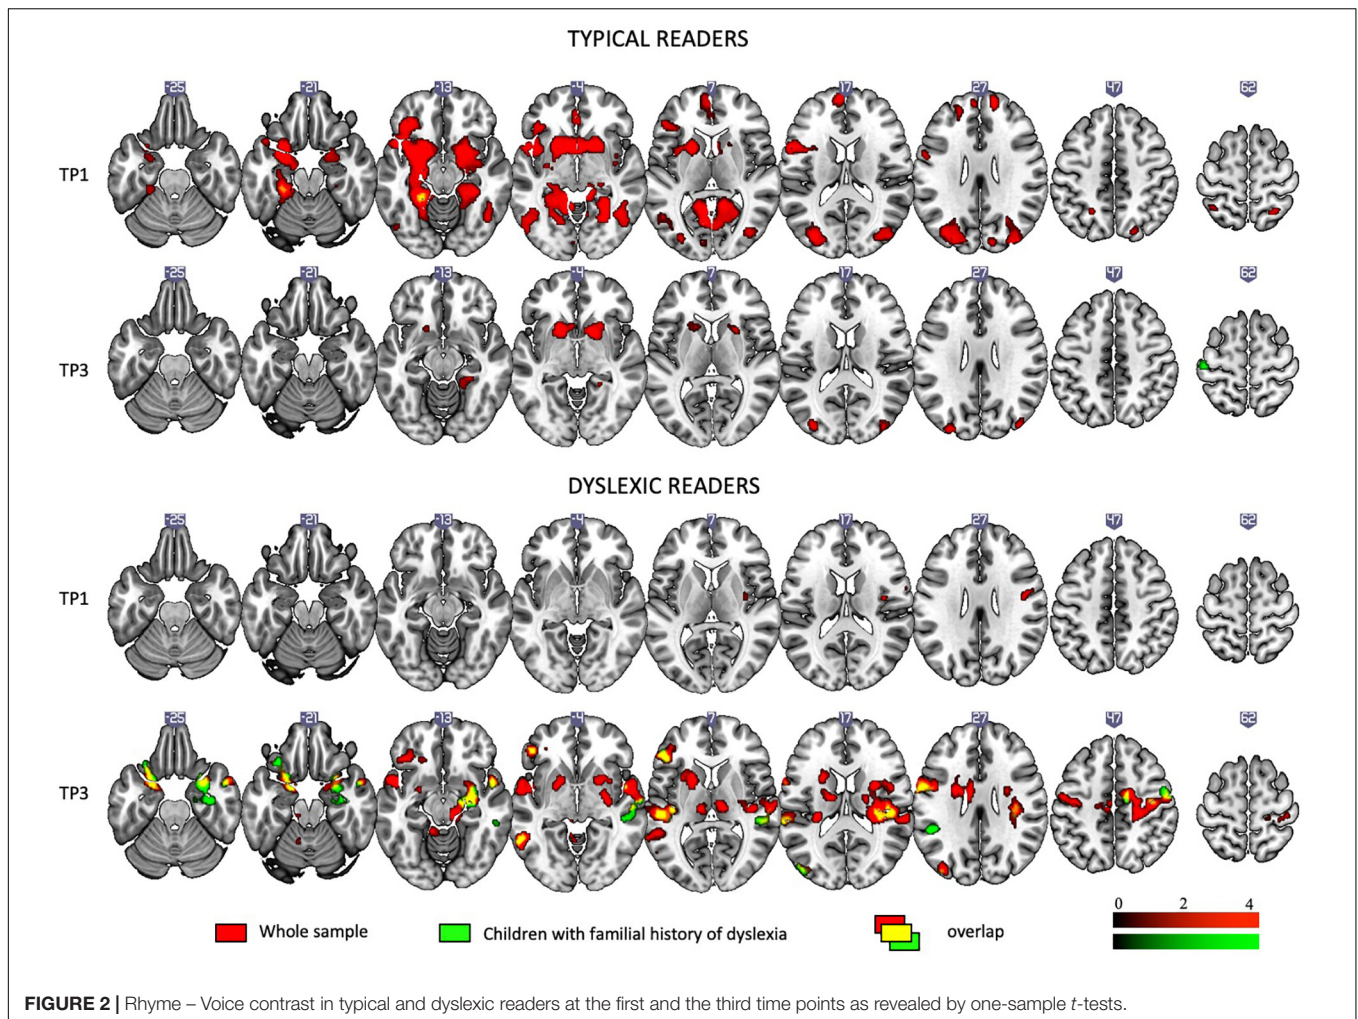 TYPICAL READERS
-25 -21 -13 -4 7 17 27 47 62
TP1
-25 -21 -13 -4 7 17 27 47 62
TP3
DYSLEXIC READERS
-25 -21 -13 -4 7 17 27 47 62
TP1
-25 -21 -13 -4 7 17 27 47 62
TP3
0 2 4
Whole sample Children with familial history of dyslexia overlap
FIGURE 2 | Rhyme – Voice contrast in typical and dyslexic readers at the first and the third time points as revealed by one-sample t-tests.